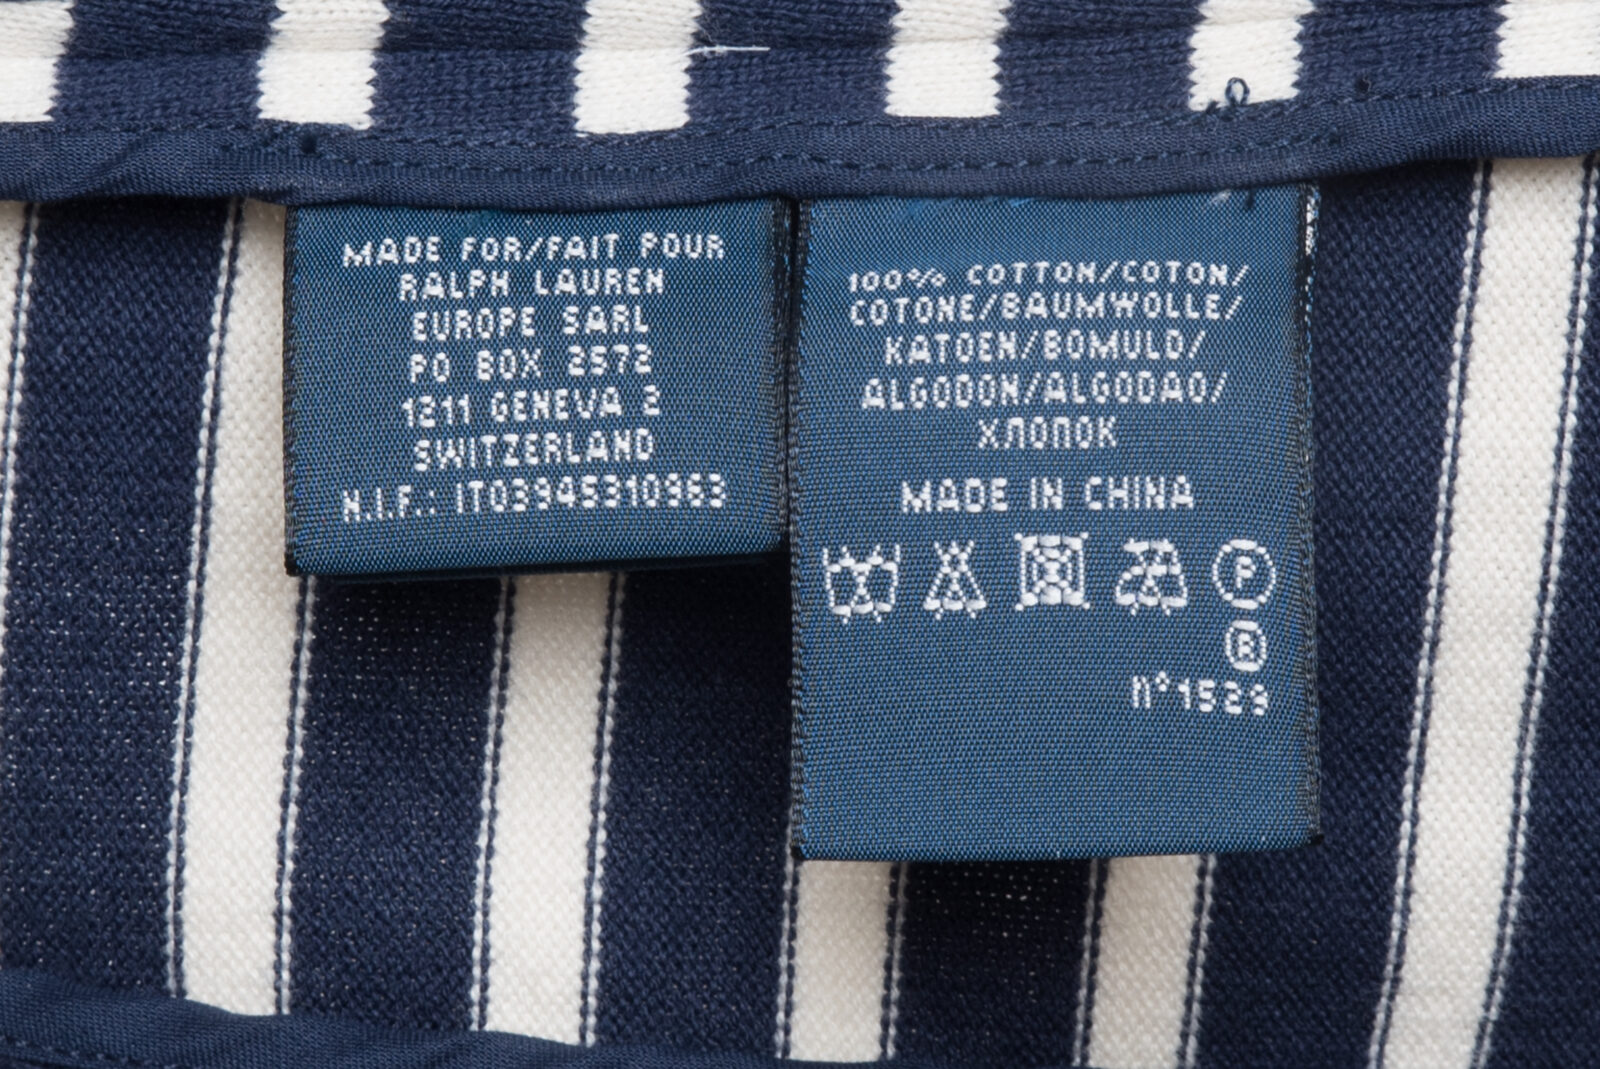 MADE FOR/FAIT POUR
RALPH LAUREN
EUROPE SARL
PO BOX 2572
1211 GENEVA 2
SWITZERLAND
N.I.F.: IT03945310963
100% COTTON/COTON/
COTONE/BAUMWOLLE/
KATOEN/BOMULD/
ALGODON/ALGODAO/
ХЛОПОК
MADE IN CHINA
P
R
n°1529